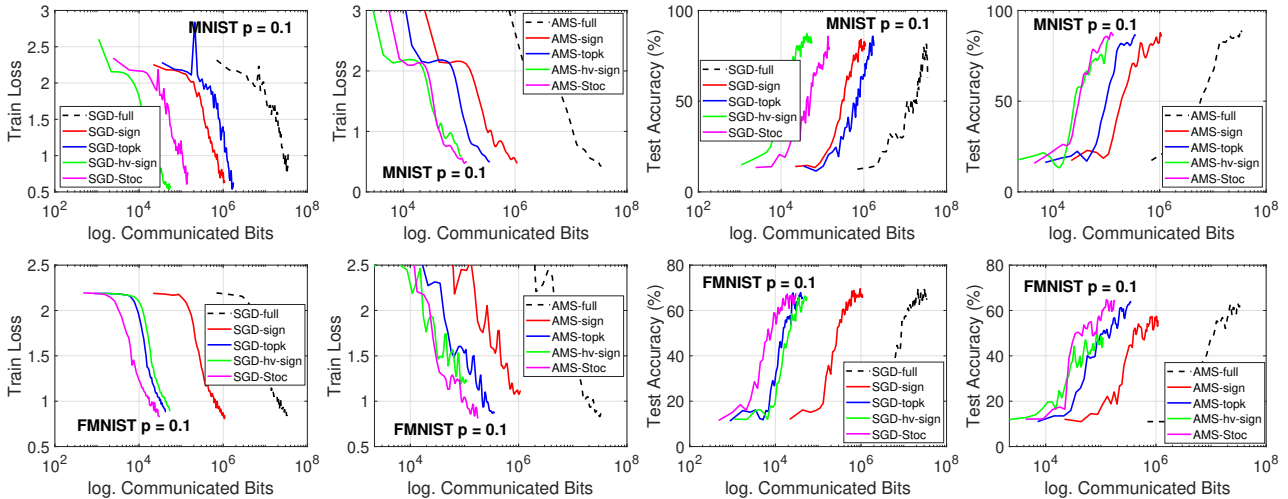 3
2.5
2
1.5
1
0.5
Train Loss
MNIST p = 0.1
SGD-full
SGD-sign
SGD-topk
SGD-hv-sign
SGD-Stoc
10^2 10^4 10^6 10^8
log. Communicated Bits
3
2
1
0
Train Loss
AMS-full
AMS-sign
AMS-topk
AMS-hv-sign
AMS-Stoc
MNIST p = 0.1
10^4 10^6 10^8
log. Communicated Bits
100
50
0
Test Accuracy (%)
MNIST p = 0.1
SGD-full
SGD-sign
SGD-topk
SGD-hv-sign
SGD-Stoc
10^2 10^4 10^6 10^8
log. Communicated Bits
100
50
0
Test Accuracy (%)
MNIST p = 0.1
AMS-full
AMS-sign
AMS-topk
AMS-hv-sign
AMS-Stoc
10^4 10^6 10^8
log. Communicated Bits
2.5
2
1.5
1
0.5
Train Loss
SGD-full
SGD-sign
SGD-topk
SGD-hv-sign
SGD-Stoc
FMNIST p = 0.1
10^2 10^4 10^6 10^8
log. Communicated Bits
2.5
2
1.5
1
0.5
Train Loss
AMS-full
AMS-sign
AMS-topk
AMS-hv-sign
AMS-Stoc
FMNIST p = 0.1
10^4 10^6 10^8
log. Communicated Bits
80
60
40
20
0
Test Accuracy (%)
FMNIST p = 0.1
SGD-full
SGD-sign
SGD-topk
SGD-hv-sign
SGD-Stoc
10^2 10^4 10^6 10^8
log. Communicated Bits
80
60
40
20
0
Test Accuracy (%)
FMNIST p = 0.1
AMS-full
AMS-sign
AMS-topk
AMS-hv-sign
AMS-Stoc
10^4 10^6 10^8
log. Communicated Bits